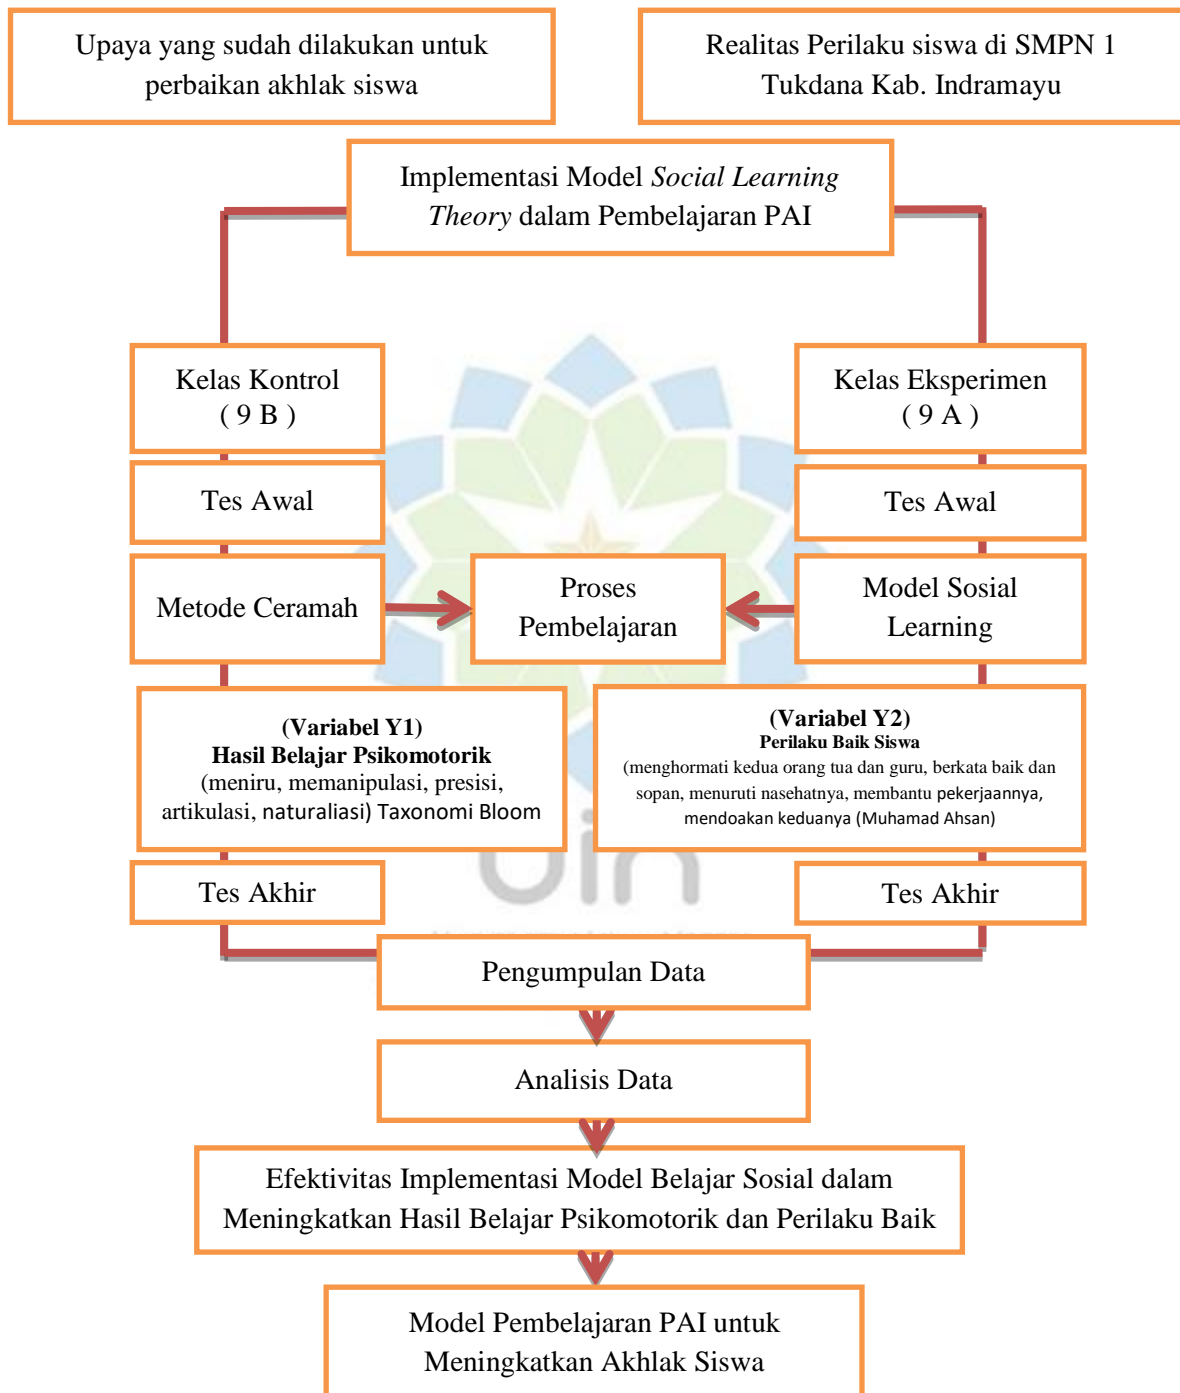 Upaya yang sudah dilakukan untuk
perbaikan akhlak siswa
Realitas Perilaku siswa di SMPN 1
Tukdana Kab. Indramayu
Implementasi Model Social Learning
Theory dalam Pembelajaran PAI
Kelas Kontrol
( 9 B )
Kelas Eksperimen
( 9 A )
Tes Awal
Tes Awal
Metode Ceramah
Proses
Pembelajaran
Model Sosial
Learning
(Variabel Y1)
Hasil Belajar Psikomotorik
(meniru, memanipulasi, presisi,
artikulasi, naturaliasi) Taxonomi Bloom
(Variabel Y2)
Perilaku Baik Siswa
(menghormati kedua orang tua dan guru, berkata baik dan
sopan, menuruti nasehatnya, membantu pekerjaannya,
mendoakan keduanya (Muhamad Ahsan)
uin
Tes Akhir
Tes Akhir
Pengumpulan Data
Analisis Data
Efektivitas Implementasi Model Belajar Sosial dalam
Meningkatkan Hasil Belajar Psikomotorik dan Perilaku Baik
Model Pembelajaran PAI untuk
Meningkatkan Akhlak Siswa